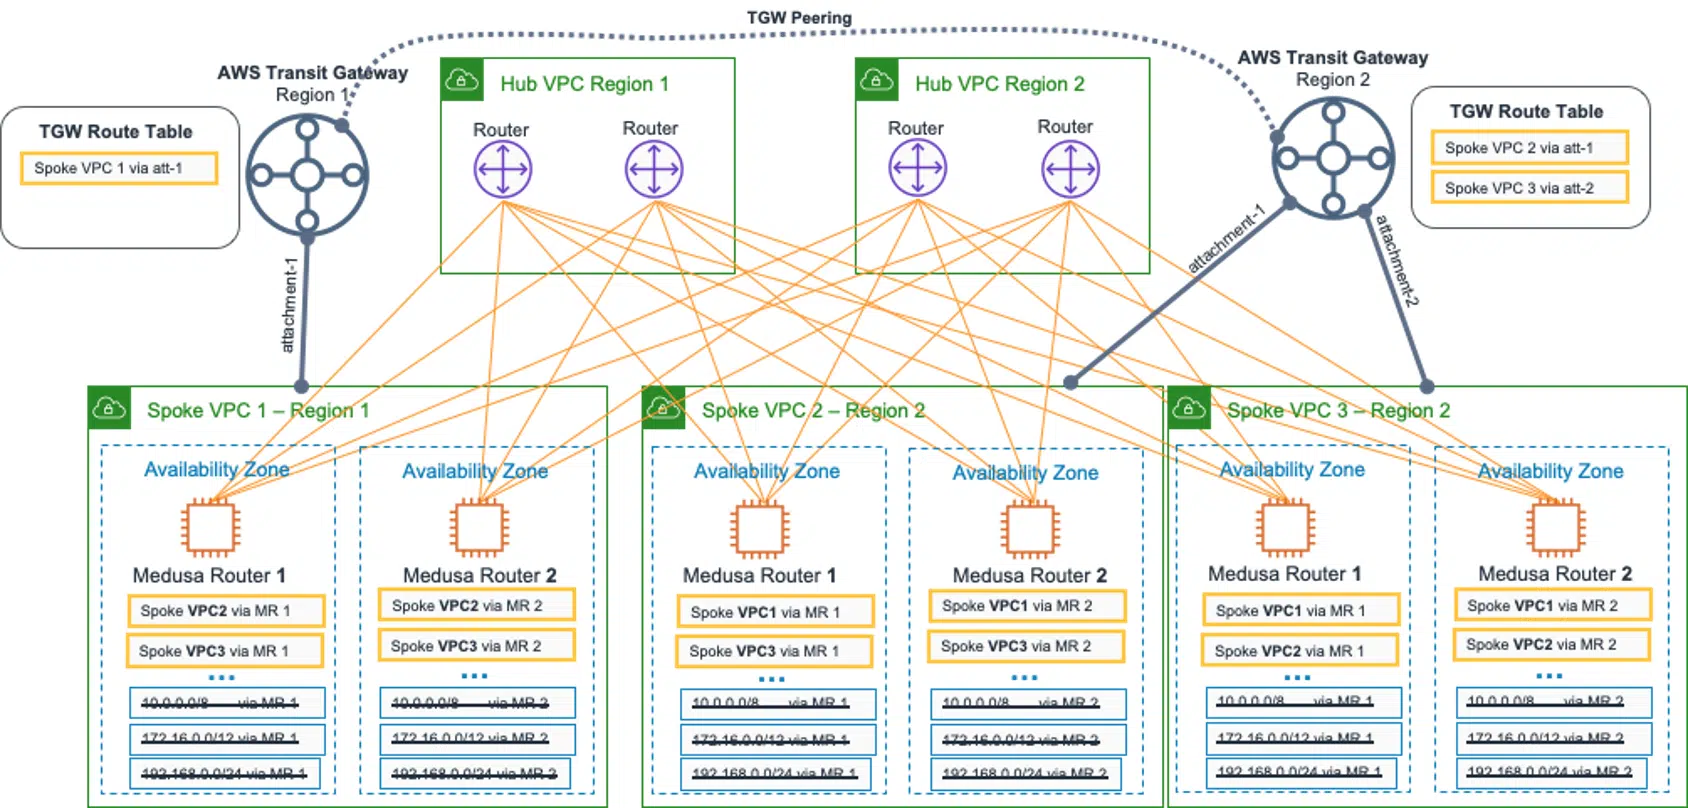 TGW Peering
AWS Transit Gateway
Region 1
TGW Route Table
Spoke VPC 1 via att-1
attachment-1
Hub VPC Region 1
Router
Router
Hub VPC Region 2
Router
Router
AWS Transit Gateway
Region 2
TGW Route Table
Spoke VPC 2 via att-1
Spoke VPC 3 via att-2
attachment-1
attachment-2
Spoke VPC 1 – Region 1
Availability Zone
Medusa Router 1
Spoke VPC2 via MR 1
Spoke VPC3 via MR 1
...
10.0.0.0/8 via MR 1
172.16.0.0/12 via MR 1
192.168.0.0/24 via MR 1
Availability Zone
Medusa Router 2
Spoke VPC2 via MR 2
Spoke VPC3 via MR 2
...
10.0.0.0/8 via MR 2
172.16.0.0/12 via MR 2
192.168.0.0/24 via MR 2
Spoke VPC 2 – Region 2
Availability Zone
Medusa Router 1
Spoke VPC1 via MR 1
Spoke VPC3 via MR 1
...
10.0.0.0/8 via MR 1
172.16.0.0/12 via MR 1
192.168.0.0/24 via MR 1
Availability Zone
Medusa Router 2
Spoke VPC1 via MR 2
Spoke VPC3 via MR 2
...
10.0.0.0/8 via MR 2
172.16.0.0/12 via MR 2
192.168.0.0/24 via MR 2
Spoke VPC 3 – Region 2
Availability Zone
Medusa Router 1
Spoke VPC1 via MR 1
Spoke VPC2 via MR 1
...
10.0.0.0/8 via MR 1
172.16.0.0/12 via MR 1
192.168.0.0/24 via MR 1
Availability Zone
Medusa Router 2
Spoke VPC1 via MR 2
Spoke VPC2 via MR 2
...
10.0.0.0/8 via MR 2
172.16.0.0/12 via MR 2
192.168.0.0/24 via MR 2